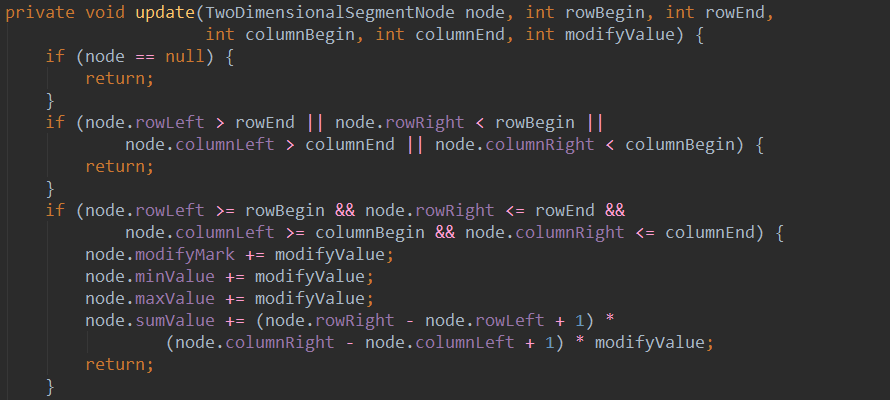 private void update(TwoDimensionalSegmentNode node, int rowBegin, int rowEnd,
                    int columnBegin, int columnEnd, int modifyValue) {
    if (node == null) {
        return;
    }
    if (node.rowLeft > rowEnd || node.rowRight < rowBegin ||
            node.columnLeft > columnEnd || node.columnRight < columnBegin) {
        return;
    }
    if (node.rowLeft >= rowBegin && node.rowRight <= rowEnd &&
            node.columnLeft >= columnBegin && node.columnRight <= columnEnd) {
        node.modifyMark += modifyValue;
        node.minValue += modifyValue;
        node.maxValue += modifyValue;
        node.sumValue += (node.rowRight - node.rowLeft + 1) *
                (node.columnRight - node.columnLeft + 1) * modifyValue;
        return;
    }